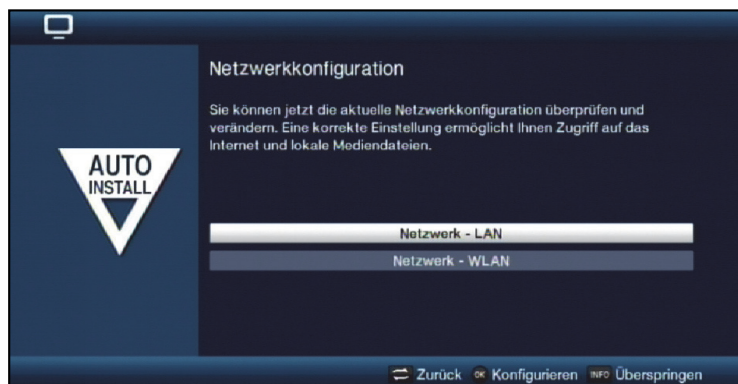 Netzwerkkonfiguration
Sie können jetzt die aktuelle Netzwerkkonfiguration überprüfen und
verändern. Eine korrekte Einstellung ermöglicht Ihnen Zugriff auf das
Internet und lokale Mediendateien.
AUTO
INSTALL
Netzwerk - LAN
Netzwerk - WLAN
Zurück OK Konfigurieren INFO Überspringen